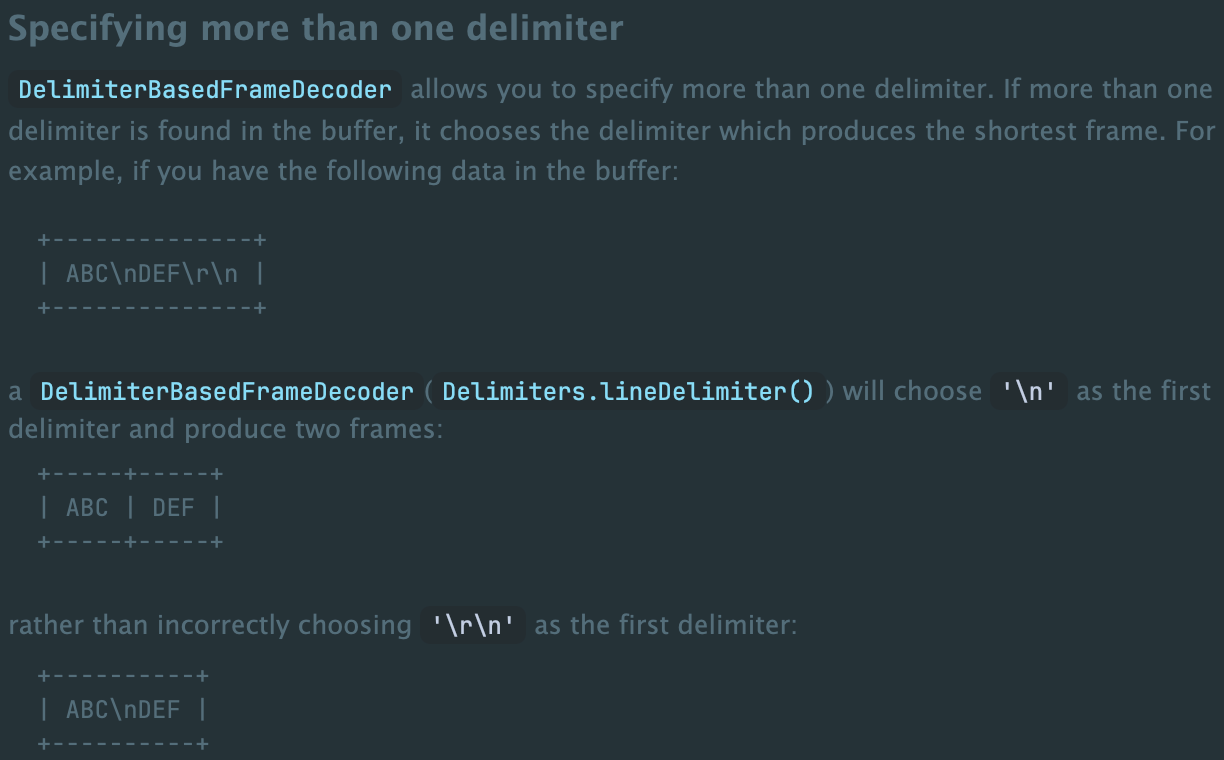 Specifying more than one delimiter
DelimiterBasedFrameDecoder allows you to specify more than one delimiter. If more than one
delimiter is found in the buffer, it chooses the delimiter which produces the shortest frame. For
example, if you have the following data in the buffer:
+--------------+
| ABC\nDEF\r\n |
+--------------+
a DelimiterBasedFrameDecoder(Delimiters.lineDelimiter()) will choose '\n' as the first
delimiter and produce two frames:
+-----+-----+
| ABC | DEF |
+-----+-----+
rather than incorrectly choosing '\r\n' as the first delimiter:
+----------+
| ABC\nDEF |
+----------+